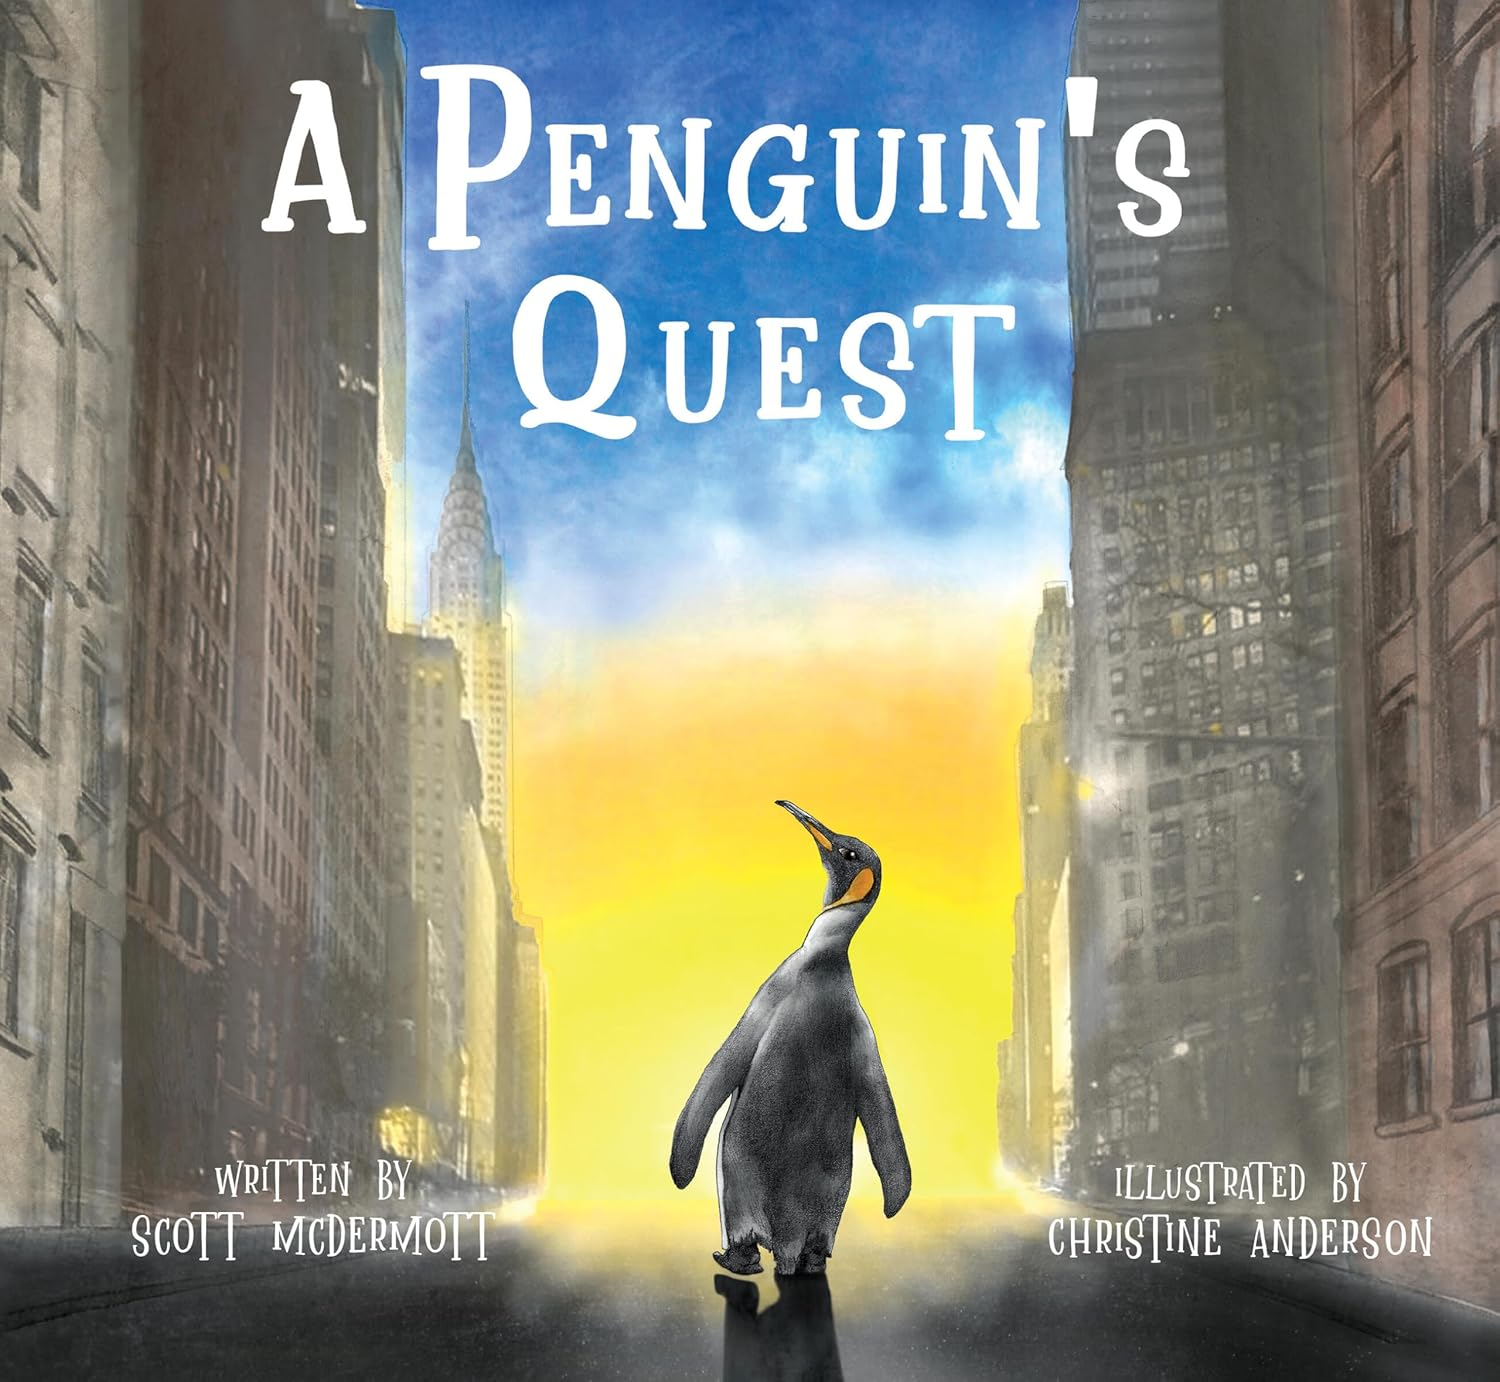 A Penguin's
Quest
WRITTEN BY
SCOTT MCDERMOTT
ILLUSTRATED BY
CHRISTINE ANDERSON